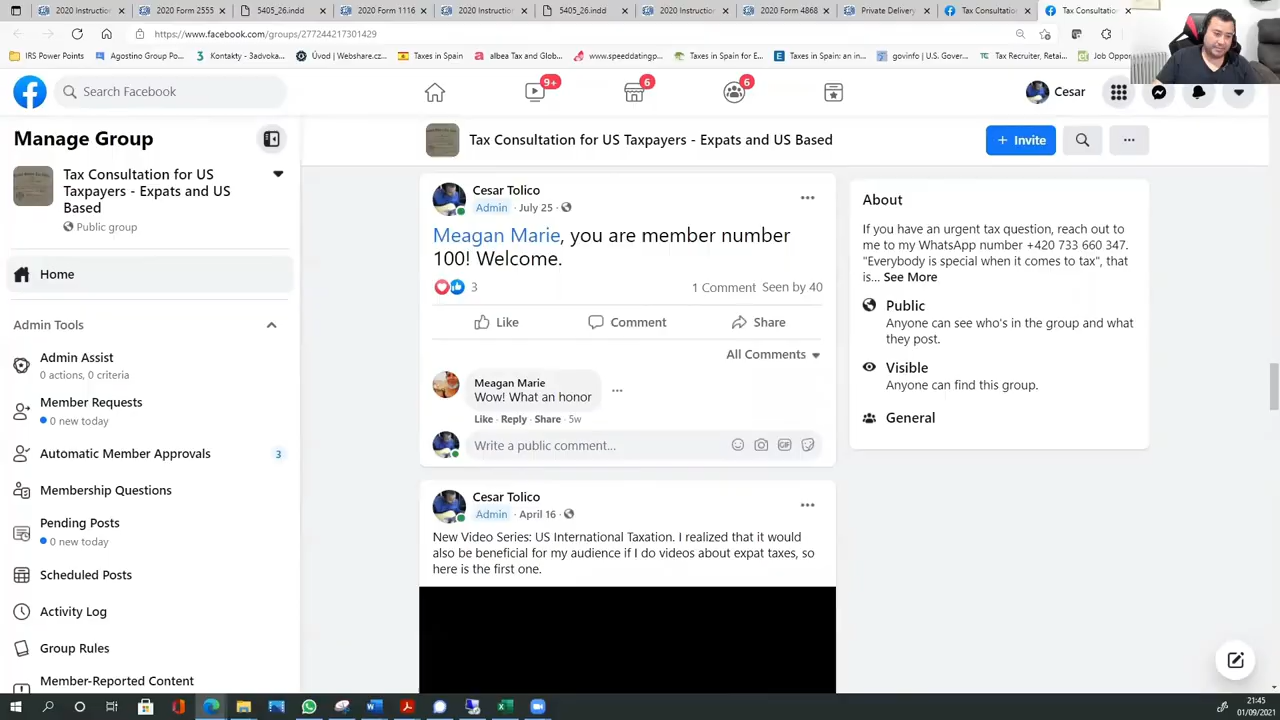 2020 Instruction
2020 Form 2555
5405_26.indd
2020 Form 1116
2020 Instruction
5405_26.indd
2020 Instruction
2020 Form 4868
Private Delivery
Tax Consultation
Tax Consultation
https://www.facebook.com/groups/277244217301429
IRS Power Points
Agostino Group Po...
Kontakty - 3advoka...
Úvod | Webshare.cz...
Taxes in Spain
albea Tax and Glob...
www.speeddatingpr...
Taxes in Spain for E...
Taxes in Spain: an in...
govinfo | U.S. Gover...
Tax Recruiter, Retai...
Job Oppor
Search Facebook
9+
6
6
Cesar
Manage Group
Tax Consultation for US
Taxpayers - Expats and US
Based
Public group
Home
Admin Tools
Admin Assist
0 actions, 0 criteria
Member Requests
0 new today
Automatic Member Approvals
3
Membership Questions
Pending Posts
0 new today
Scheduled Posts
Activity Log
Group Rules
Member-Reported Content
Tax Consultation for US Taxpayers - Expats and US Based
+ Invite
Cesar Tolico
Admin · July 25 ·
Meagan Marie, you are member number
100! Welcome.
3
1 Comment Seen by 40
Like Comment Share
All Comments
Meagan Marie
Wow! What an honor
Like · Reply · Share · 5w
Write a public comment...
GIF
Cesar Tolico
Admin · April 16 ·
New Video Series: US International Taxation. I realized that it would
also be beneficial for my audience if I do videos about expat taxes, so
here is the first one.
About
If you have an urgent tax question, reach out to
me to my WhatsApp number +420 733 660 347.
"Everybody is special when it comes to tax", that
is... See More
Public
Anyone can see who's in the group and what
they post.
Visible
Anyone can find this group.
General
21:45
01/09/2021